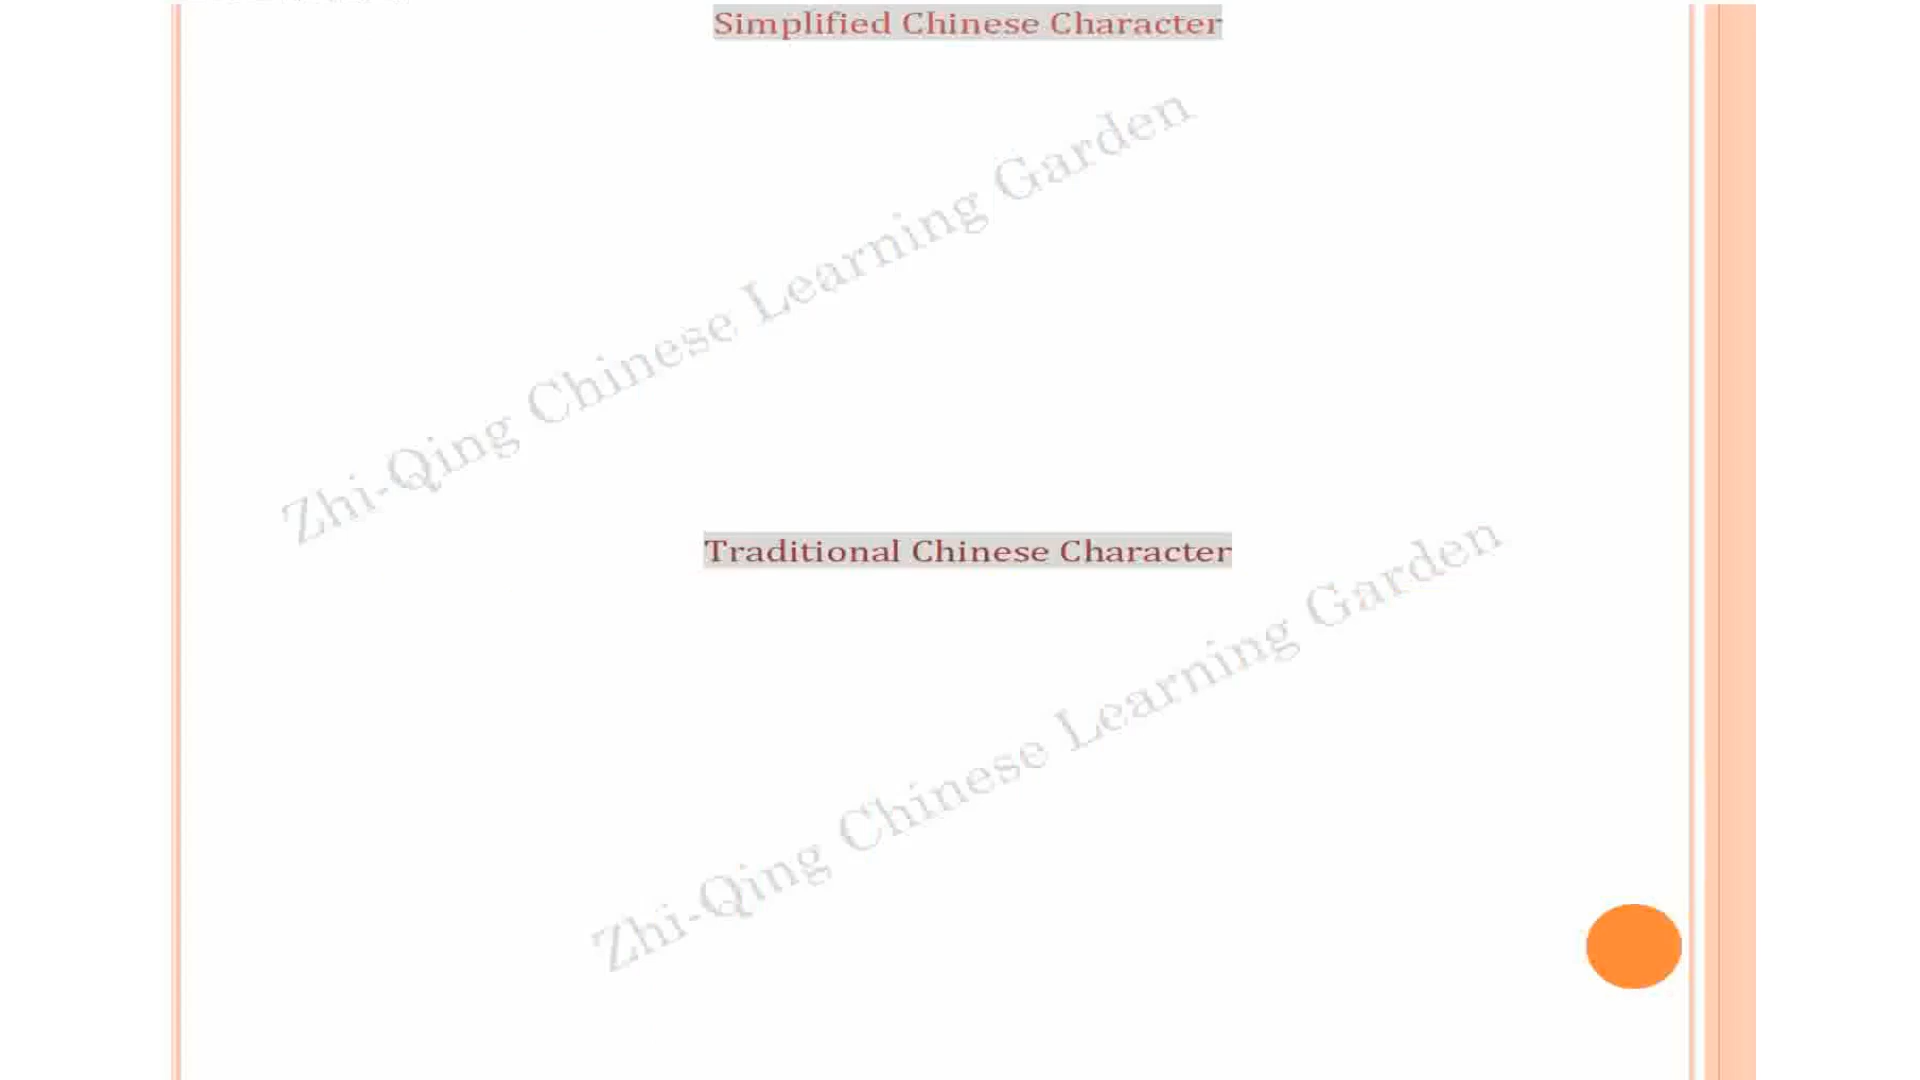 Simplified Chinese Character
Zhi-Qing Chinese Learning Garden
Traditional Chinese Character
Zhi-Qing Chinese Learning Garden